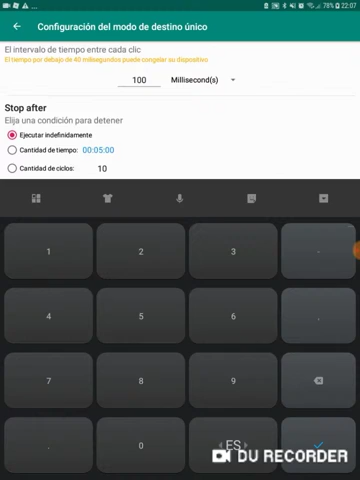 78% 22:07
Configuración del modo de destino único
El intervalo de tiempo entre cada clic
El tiempo por debajo de 40 milisegundos puede congelar su dispositivo
100 Millisecond(s)
Stop after
Elija una condición para detener
Ejecutar indefinidamente
Cantidad de tiempo: 00:05:00
Cantidad de ciclos: 10
1 2 3 -
4 5 6 ,
7 8 9
. 0 ES
DU RECORDER